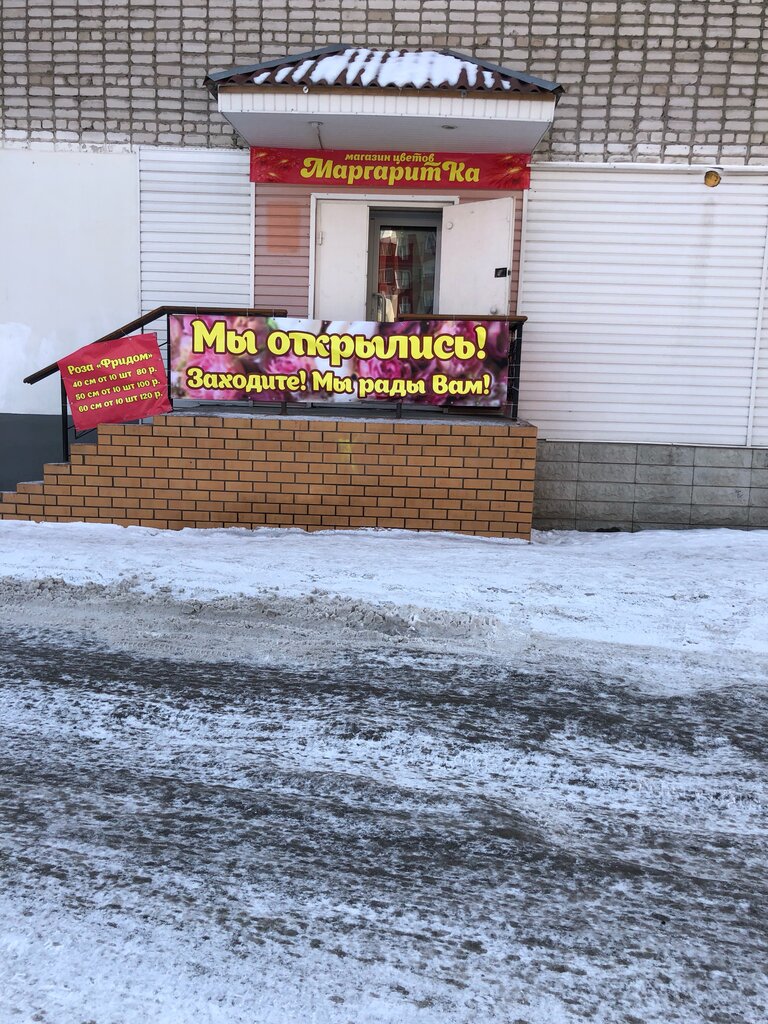 магазин цветов
МаргаритКа
Мы открылись!
Заходите! Мы рады Вам!
Роза «Фридом»
40 см от 10 шт 80 р.
50 см от 10 шт 100 р.
60 см от 10 шт 120 р.